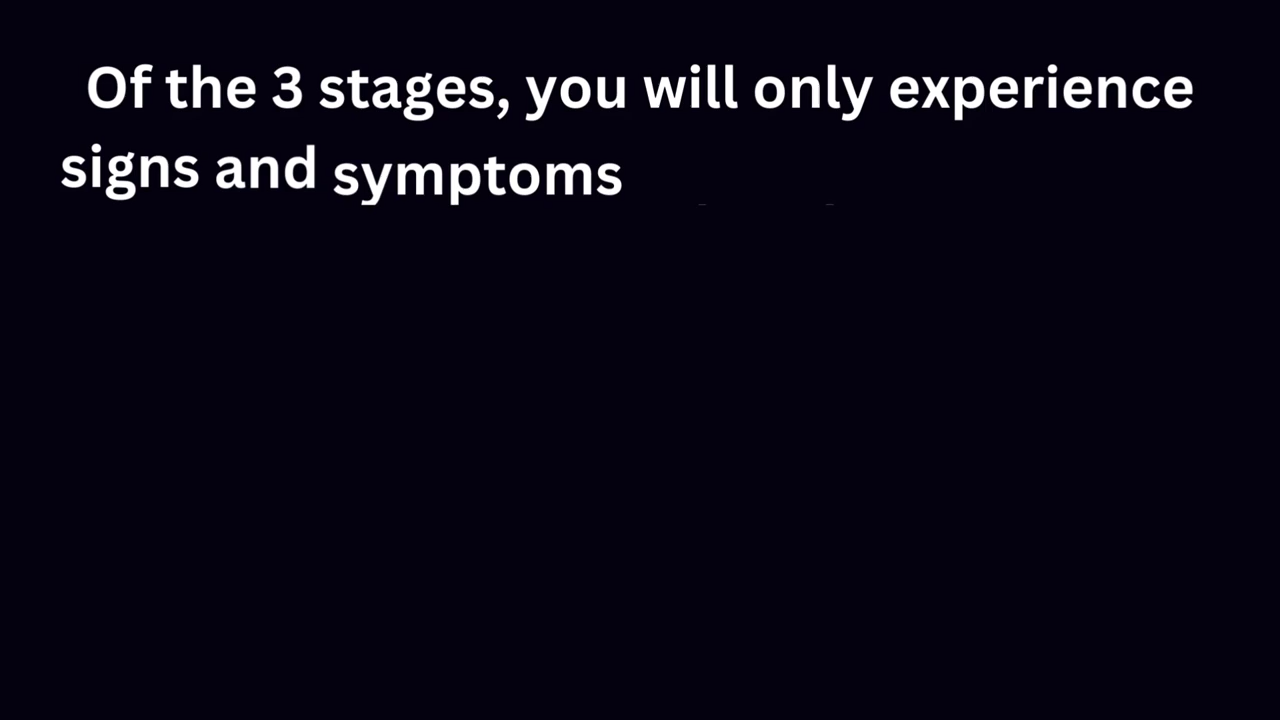 Of the 3 stages, you will only experience
signs and symptoms